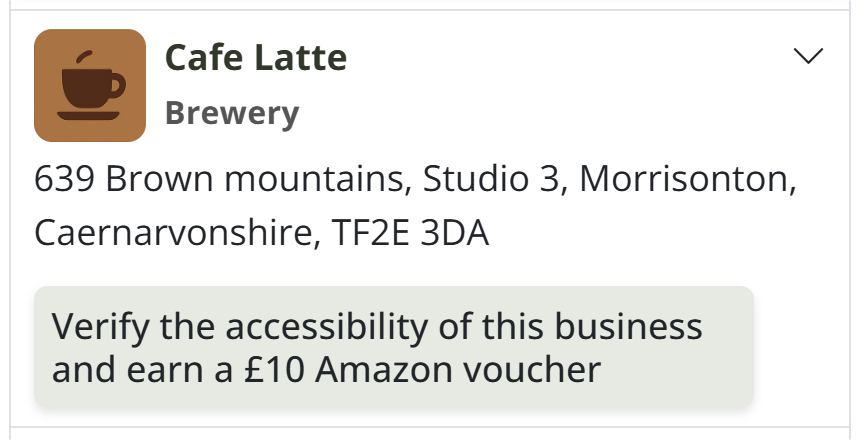 Cafe Latte
Brewery
639 Brown mountains, Studio 3, Morrisonton,
Caernarvonshire, TF2E 3DA
Verify the accessibility of this business
and earn a £10 Amazon voucher